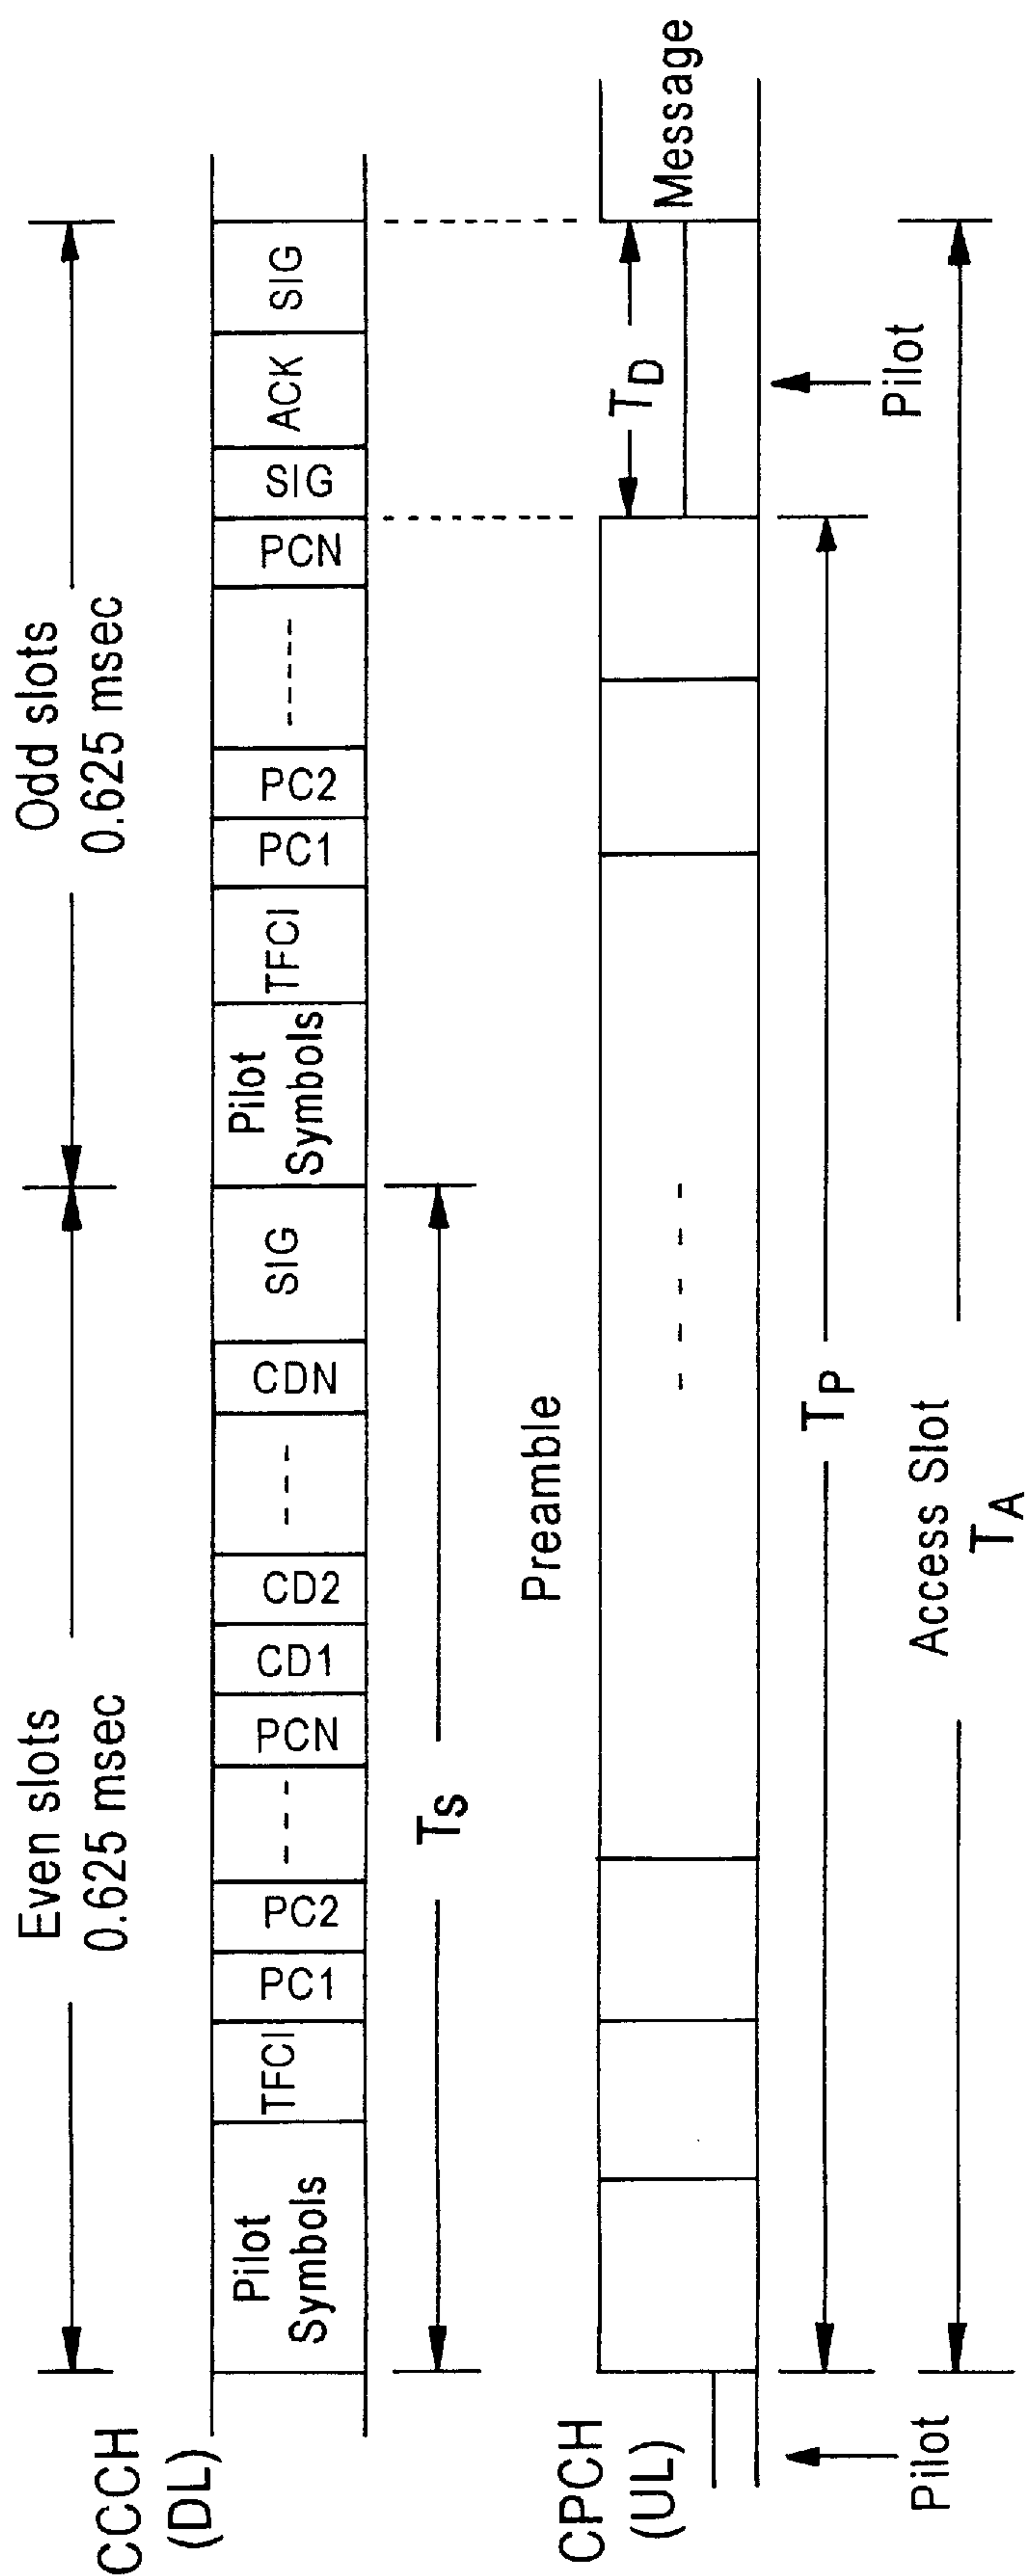 Even slots
0.625 msec
Odd slots
0.625 msec
CCCH
(DL)
Pilot
Symbols
TFCI
PC1
PC2
PCN
CD1
CD2
CDN
SIG
Pilot
Symbols
TFCI
PC1
PC2
PCN
SIG
ACK
SIG
TS
Preamble
CPCH
(UL)
TD
Message
Pilot
TP
Pilot
Access Slot
TA